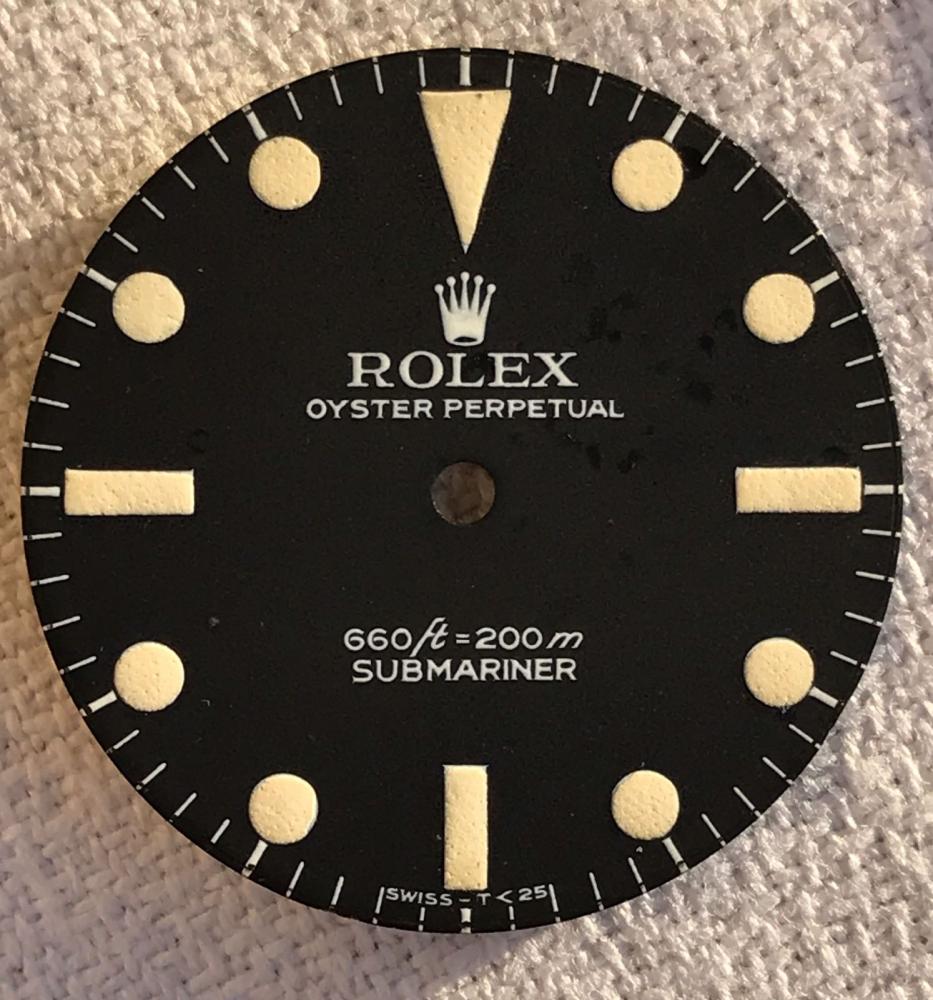 ROLEX
OYSTER PERPETUAL
660ft=200m
SUBMARINER
SWISS-T<25